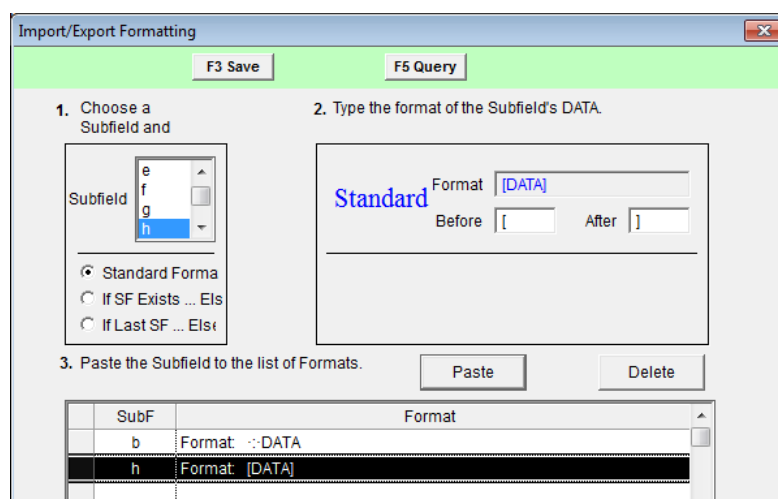 Import/Export Formatting
F3 Save
F5 Query
1. Choose a
Subfield and
2. Type the format of the Subfield's DATA.
Subfield
e
f
g
h
Standard Forma
If SF Exists ... Els
If Last SF ... Else
Standard
Format [DATA]
Before [ After ]
3. Paste the Subfield to the list of Formats.
Paste
Delete
SubF Format
b Format: ·:·DATA
h Format: [DATA]